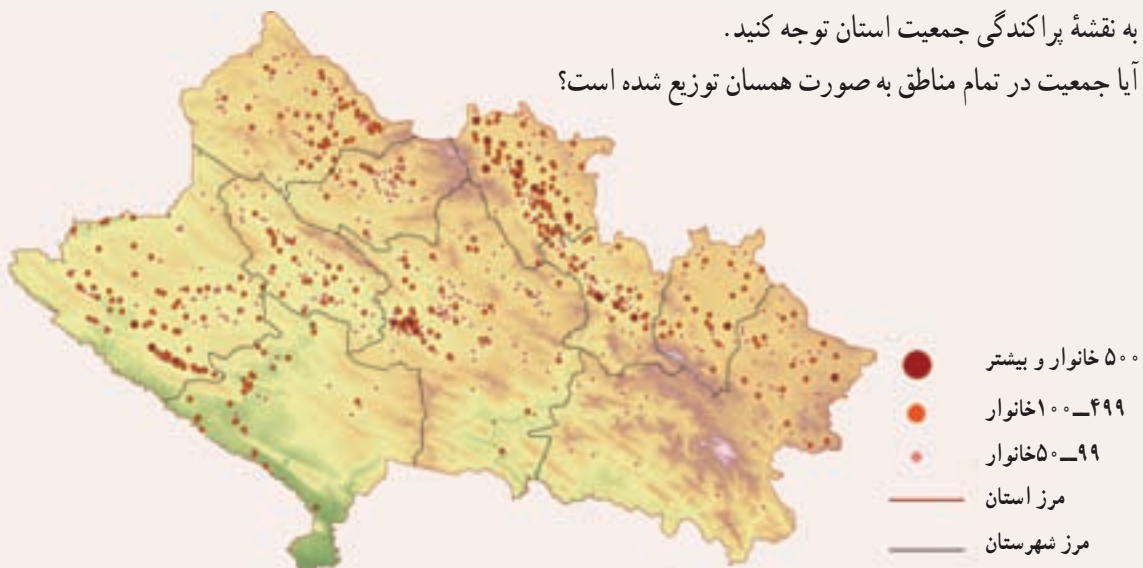 به نقشهٔ پراکندگی جمعیت استان توجه کنید.
آیا جمعیت در تمام مناطق به صورت همسان توزیع شده است؟
۵۰۰ خانوار و بیشتر
۴۹۹ــ۱۰۰خانوار
۹۹ــ۵۰خانوار
مرز استان
مرز شهرستان